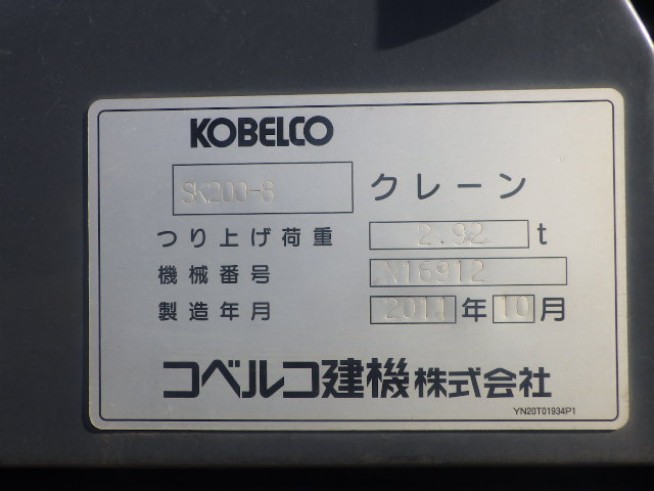 KOBELCO
SK200-8 クレーン
つり上げ荷重 2.92 t
機械番号 N16912
製造年月 2011 年 10 月
コベルコ建機株式会社
YN20T01934P1